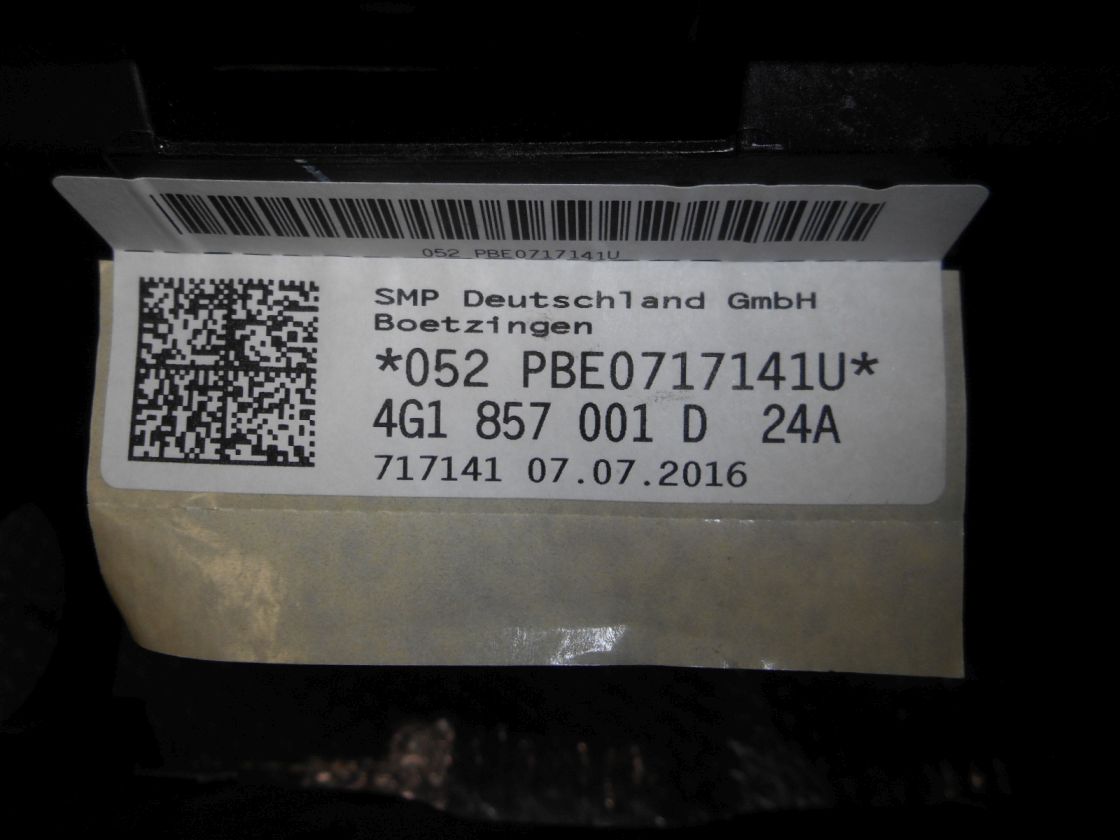 052 PBE0717141U
SMP Deutschland GmbH
Boetzingen
*052 PBE0717141U*
4G1 857 001 D 24A
717141 07.07.2016